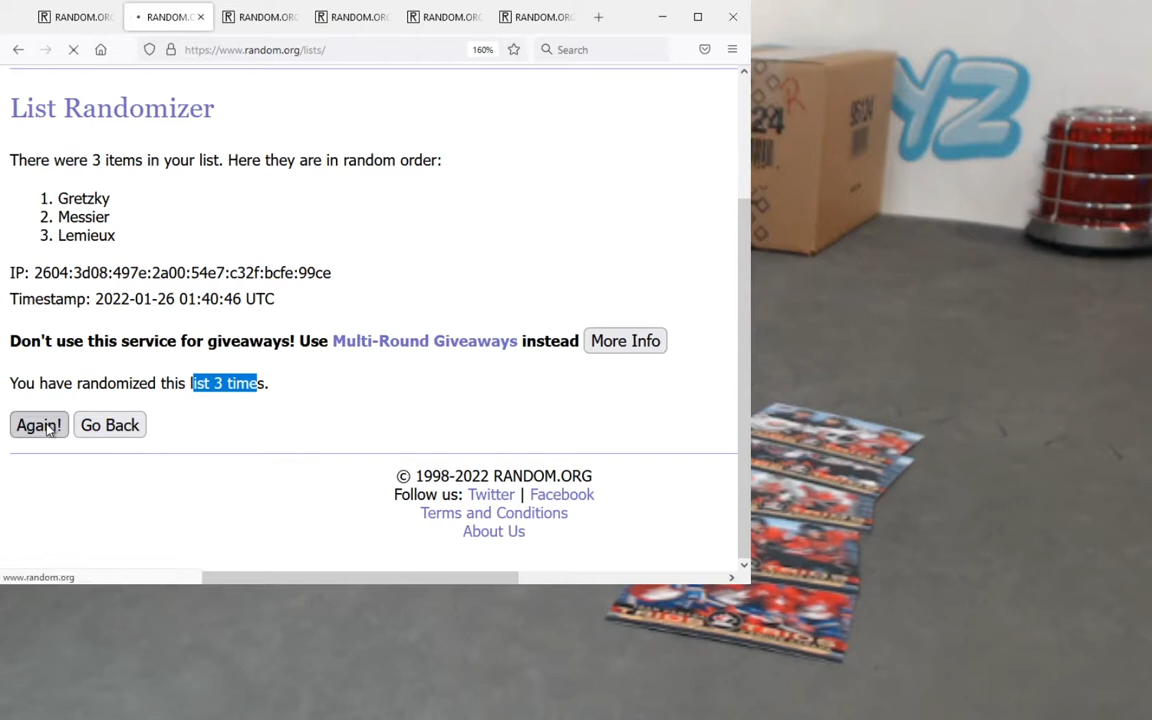 RANDOM.ORG
RANDOM.C
RANDOM.ORG
RANDOM.ORG
RANDOM.ORG
RANDOM.ORG
https://www.random.org/lists/
160%
Search
List Randomizer
There were 3 items in your list. Here they are in random order:
1. Gretzky
2. Messier
3. Lemieux
IP: 2604:3d08:497e:2a00:54e7:c32f:bcfe:99ce
Timestamp: 2022-01-26 01:40:46 UTC
Don't use this service for giveaways! Use Multi-Round Giveaways instead More Info
You have randomized this list 3 times.
Again! Go Back
© 1998-2022 RANDOM.ORG
Follow us: Twitter | Facebook
Terms and Conditions
About Us
www.random.org
YZ